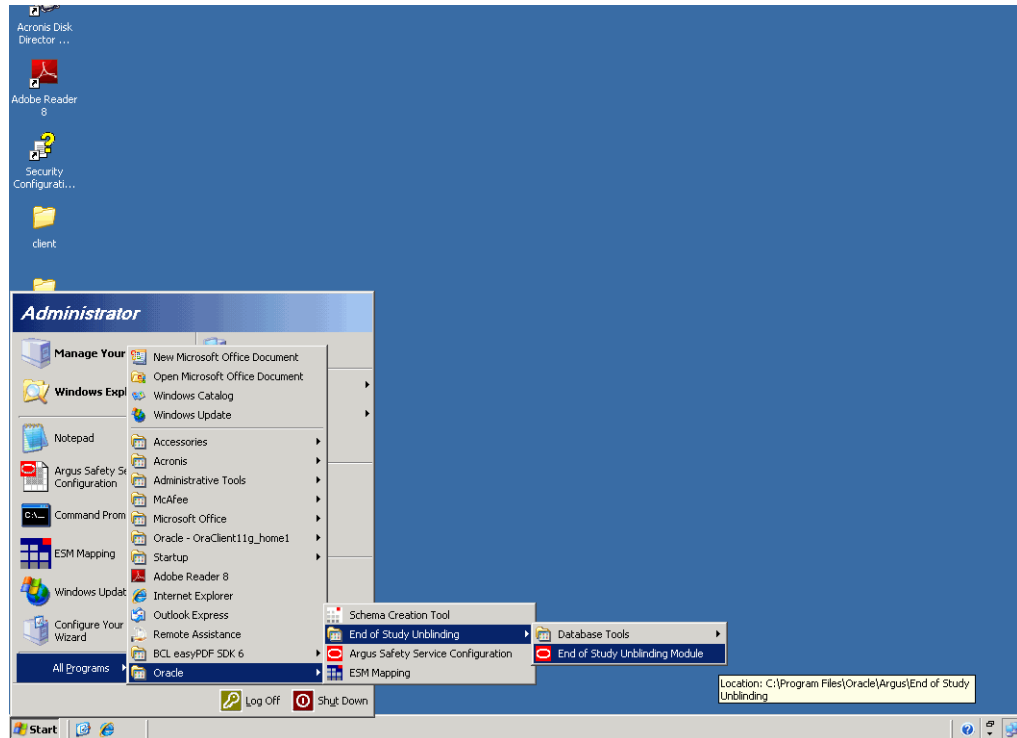 Acronis Disk
Director ...
Adobe Reader
8
Security
Configurati...
client
Administrator
Manage Your
Windows Expl
Notepad
Argus Safety Se
Configuration
Command Prom
ESM Mapping
Windows Updat
Configure Your
Wizard
All Programs
New Microsoft Office Document
Open Microsoft Office Document
Windows Catalog
Windows Update
Accessories
Acronis
Administrative Tools
McAfee
Microsoft Office
Oracle - OraClient11g_home1
Startup
Adobe Reader 8
Internet Explorer
Outlook Express
Remote Assistance
BCL easyPDF SDK 6
Oracle
Schema Creation Tool
End of Study Unblinding
Argus Safety Service Configuration
ESM Mapping
Database Tools
End of Study Unblinding Module
Location: C:\Program Files\Oracle\Argus\End of Study
Unblinding
Log Off
Shut Down
Start